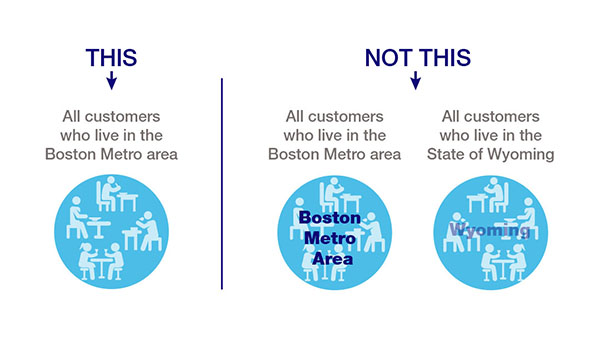 THIS
All customers
who live in the
Boston Metro area
NOT THIS
All customers
who live in the
Boston Metro area
Boston
Metro
Area
All customers
who live in the
State of Wyoming
Wyoming